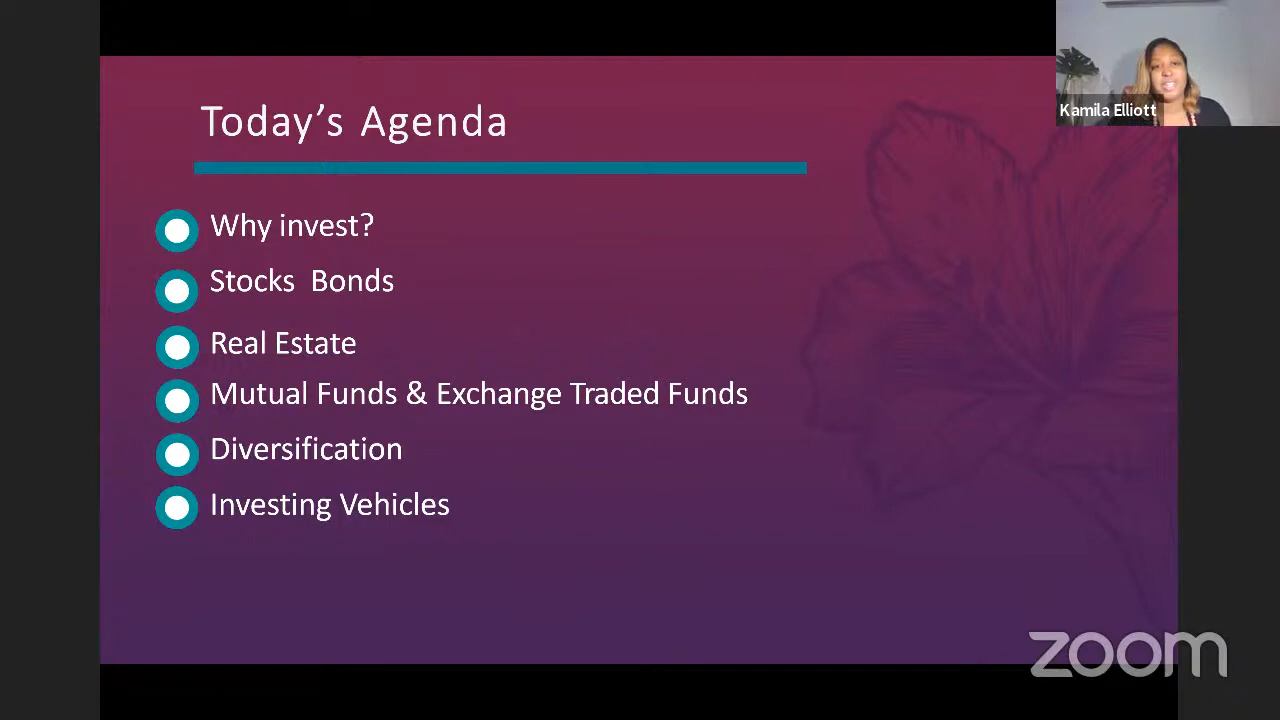 Today's Agenda
Kamila Elliott
Why invest?
Stocks  Bonds
Real Estate
Mutual Funds & Exchange Traded Funds
Diversification
Investing Vehicles
zoom